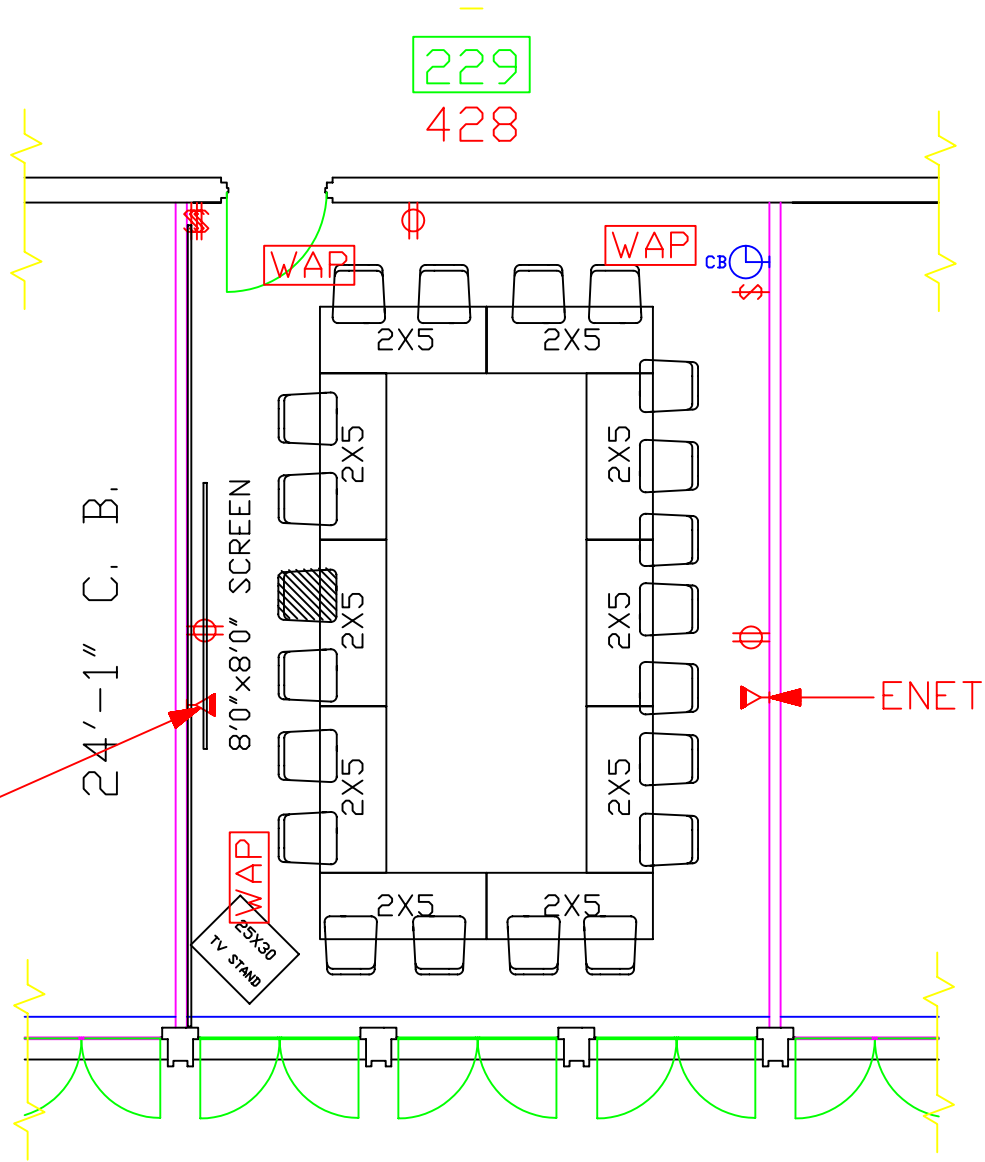 229
428
WAP
WAP
CB
2X5
2X5
2X5
2X5
24'-1" C. B.
8'0"x8'0" SCREEN
2X5
2X5
ENET
2X5
2X5
WAP
25X30
TV STAND
2X5
2X5